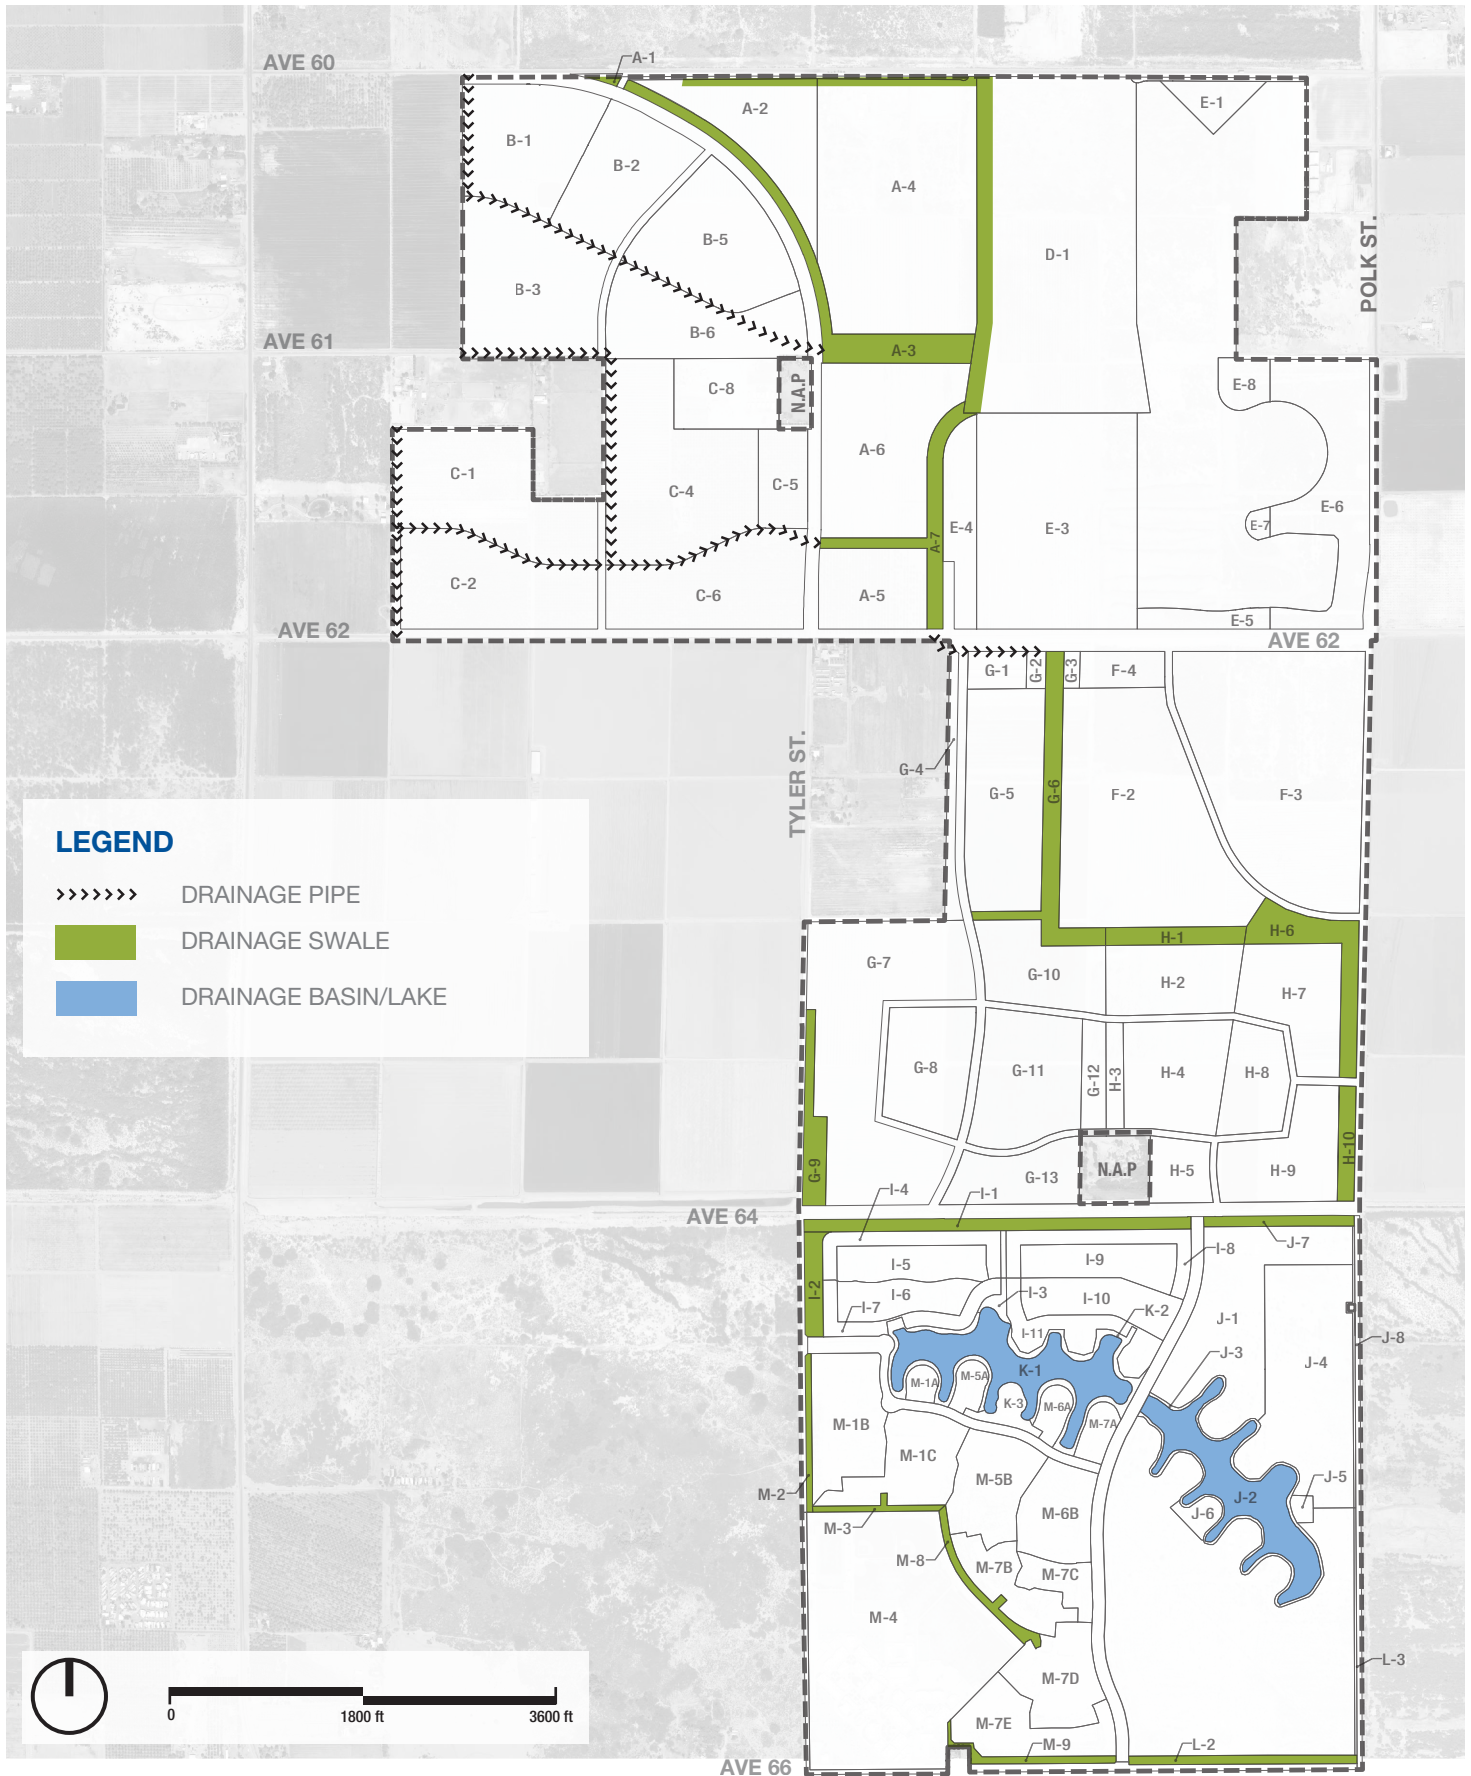 AVE 60
A-1
A-2
E-1
B-1
B-2
A-4
B-5
D-1
POLK ST.
B-3
B-6
AVE 61
A-3
C-8
N.A.P
E-8
A-6
C-1
C-4
C-5
E-6
E-4
E-3
E-7
A-7
C-2
C-6
A-5
E-5
AVE 62
AVE 62
G-1
G-2
G-3
F-4
TYLER ST.
G-4
G-5
G-6
F-2
F-3
LEGEND
DRAINAGE PIPE
DRAINAGE SWALE
DRAINAGE BASIN/LAKE
H-1
H-6
G-7
G-10
H-2
H-7
G-8
G-11
G-12
H-3
H-4
H-8
G-9
G-13
N.A.P
H-5
H-9
H-10
I-4
I-1
AVE 64
J-7
I-8
I-5
I-9
I-2
I-6
I-3
I-10
I-7
K-2
J-1
I-11
J-8
J-3
K-1
J-4
M-1A
M-5A
K-3
M-6A
M-7A
M-1B
M-1C
M-5B
J-5
M-2
J-2
M-6B
J-6
M-3
M-8
M-7B
M-7C
M-4
L-3
M-7D
0
1800 ft
3600 ft
M-7E
M-9
L-2
AVE 66